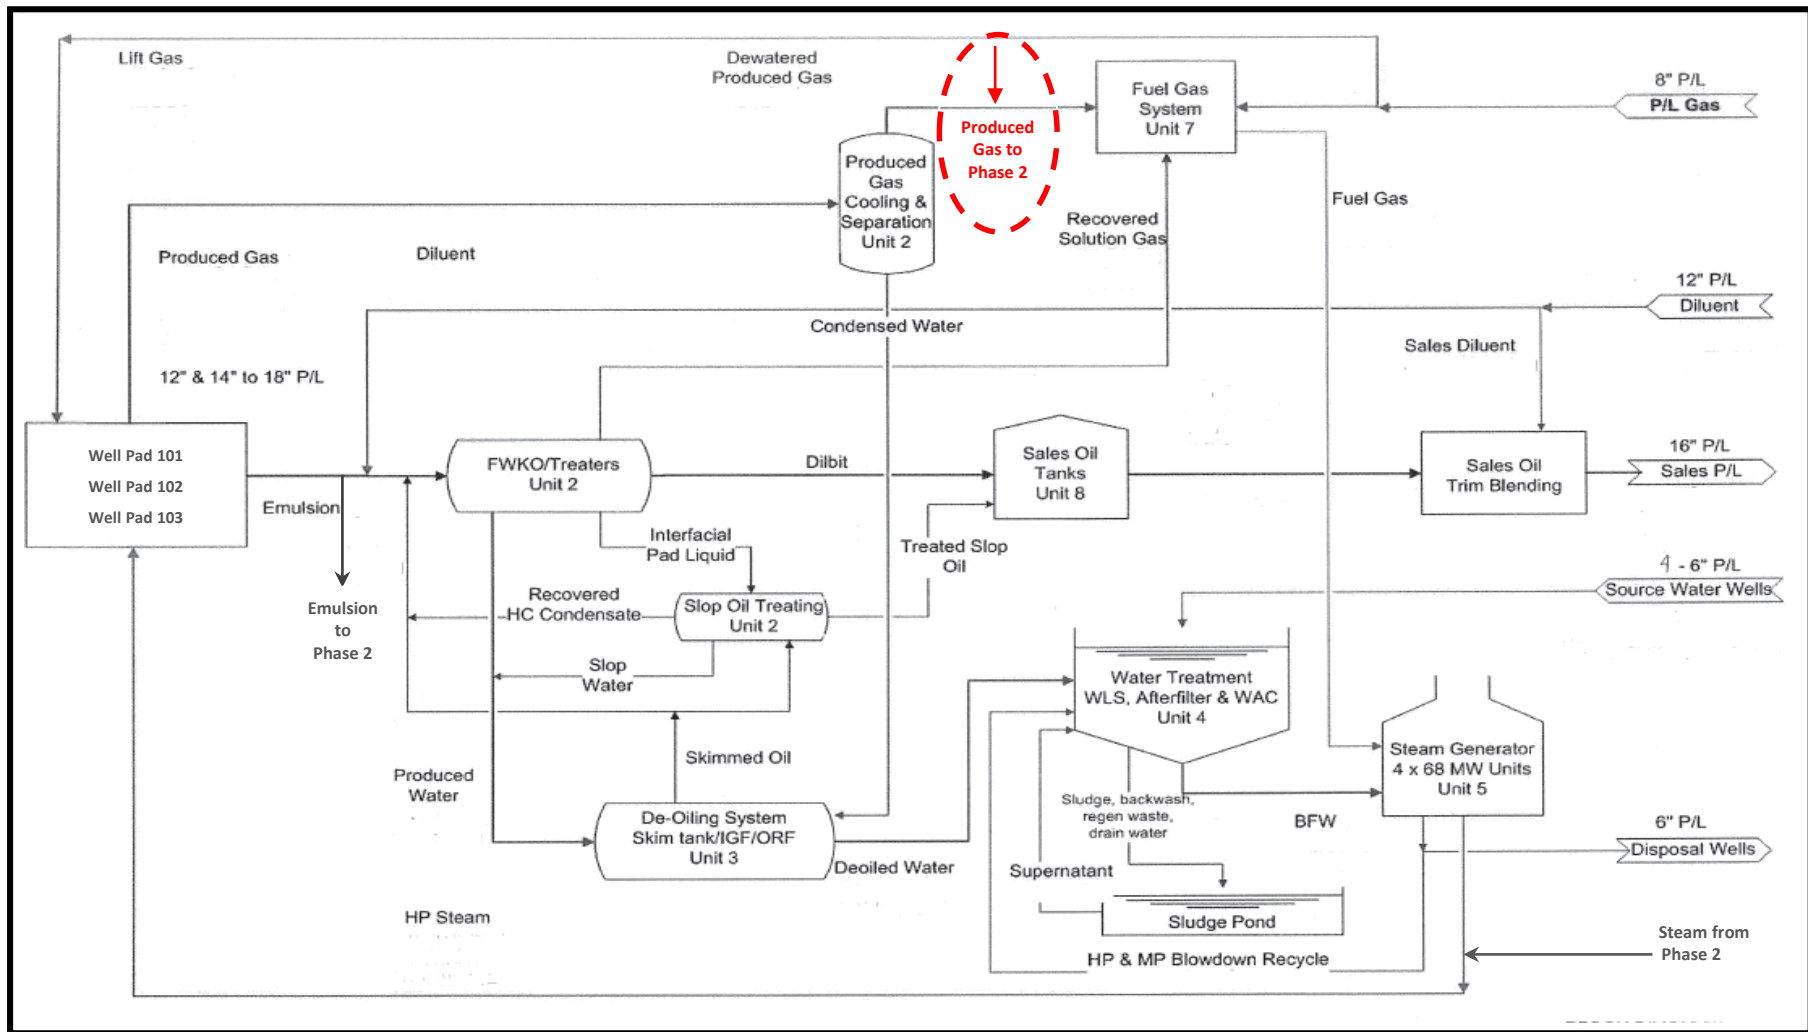 Lift Gas
Dewatered
Produced Gas
8" P/L
P/L Gas
Fuel Gas
System
Unit 7
Produced
Gas to
Phase 2
Produced
Gas
Cooling &
Separation
Unit 2
Fuel Gas
Recovered
Solution Gas
Produced Gas
Diluent
12" P/L
Diluent
Condensed Water
Sales Diluent
12" & 14" to 18" P/L
Well Pad 101
Well Pad 102
Well Pad 103
FWKO/Treaters
Unit 2
Dilbit
Sales Oil
Tanks
Unit 8
Sales Oil
Trim Blending
16" P/L
Sales P/L
Emulsion
Interfacial
Pad Liquid
Treated Slop
Oil
4 - 6" P/L
Source Water Wells
Emulsion
to
Phase 2
Recovered
HC Condensate
Slop Oil Treating
Unit 2
Slop
Water
Water Treatment
WLS, Afterfilter & WAC
Unit 4
Skimmed Oil
Steam Generator
4 x 68 MW Units
Unit 5
Produced
Water
De-Oiling System
Skim tank/IGF/ORF
Unit 3
Sludge, backwash,
regen waste,
drain water
BFW
6" P/L
Disposal Wells
Deoiled Water
Supernatant
HP Steam
Sludge Pond
Steam from
Phase 2
HP & MP Blowdown Recycle